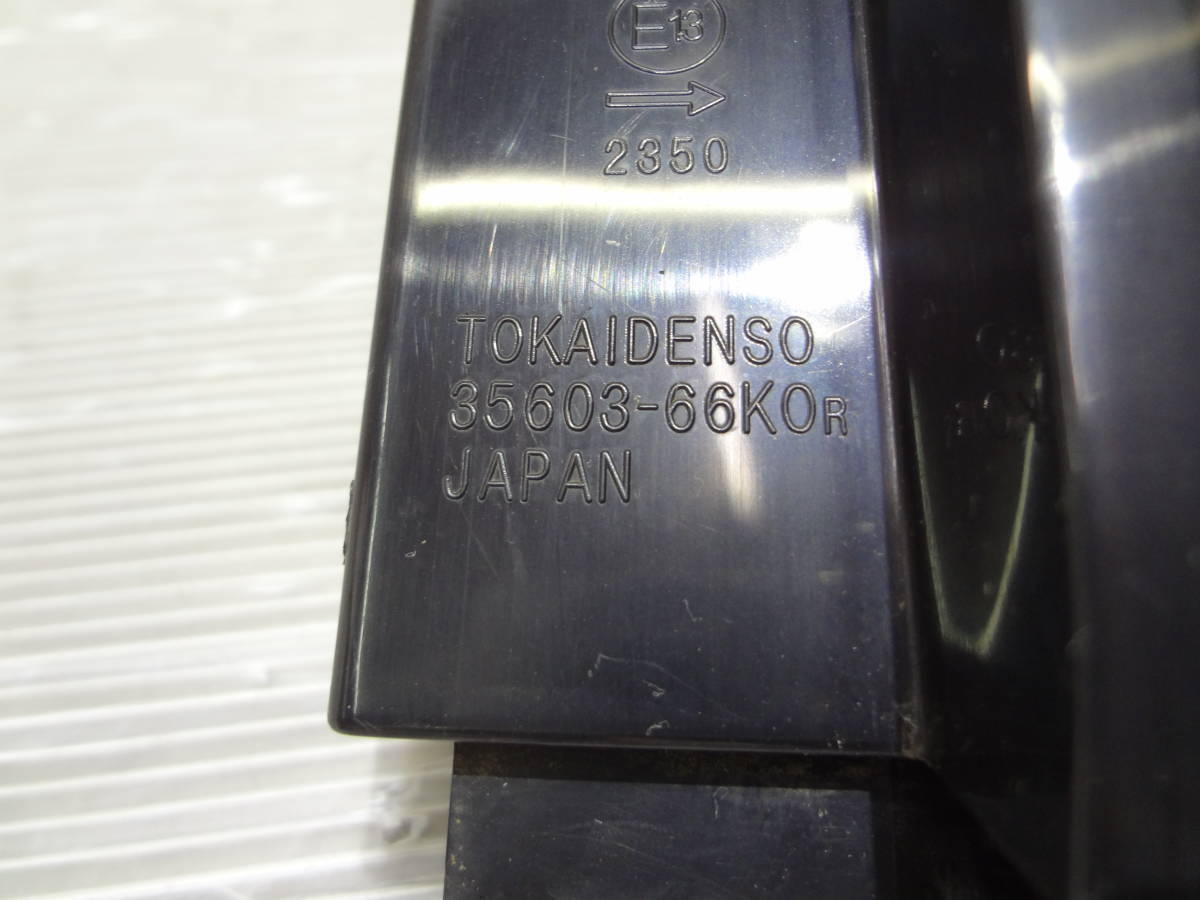 E13
2350
TOKAIDENSO
35603-66K0R
JAPAN